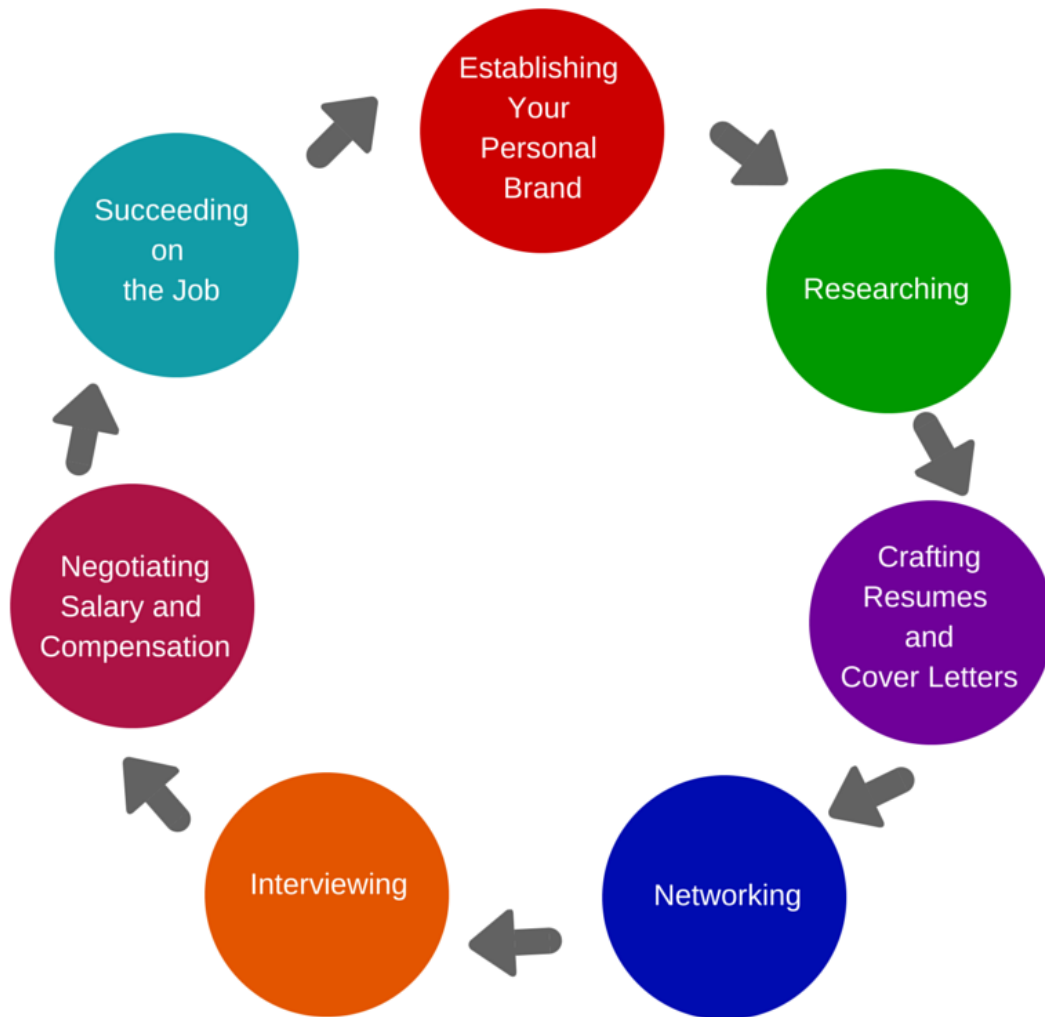 Establishing
Your
Personal
Brand
Researching
Crafting
Resumes
and
Cover Letters
Networking
Interviewing
Negotiating
Salary and
Compensation
Succeeding
on
the Job